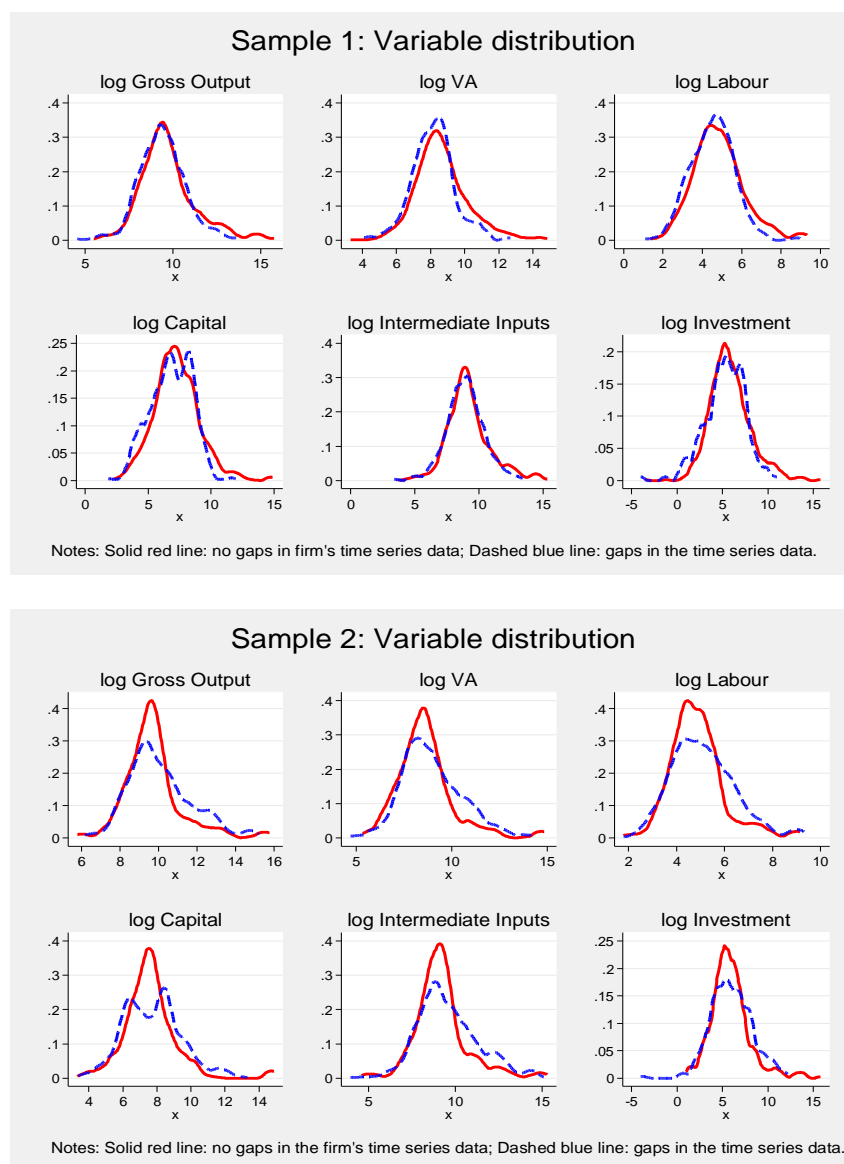 Sample 1: Variable distribution
log Gross Output
.4
.3
.2
.1
0
5 10 15
x
log VA
.4
.3
.2
.1
0
4 6 8 10 12 14
x
log Labour
.4
.3
.2
.1
0
0 2 4 6 8 10
x
log Capital
.25
.2
.15
.1
.05
0
0 5 10 15
x
log Intermediate Inputs
.4
.3
.2
.1
0
0 5 10 15
x
log Investment
.2
.15
.1
.05
0
-5 0 5 10 15
x
Notes: Solid red line: no gaps in firm's time series data; Dashed blue line: gaps in the time series data.
Sample 2: Variable distribution
log Gross Output
.4
.3
.2
.1
0
6 8 10 12 14 16
x
log VA
.4
.3
.2
.1
0
5 10 15
x
log Labour
.4
.3
.2
.1
0
2 4 6 8 10
x
log Capital
.4
.3
.2
.1
0
4 6 8 10 12 14
x
log Intermediate Inputs
.4
.3
.2
.1
0
5 10 15
x
log Investment
.25
.2
.15
.1
.05
0
-5 0 5 10 15
x
Notes: Solid red line: no gaps in the firm's time series data; Dashed blue line: gaps in the time series data.